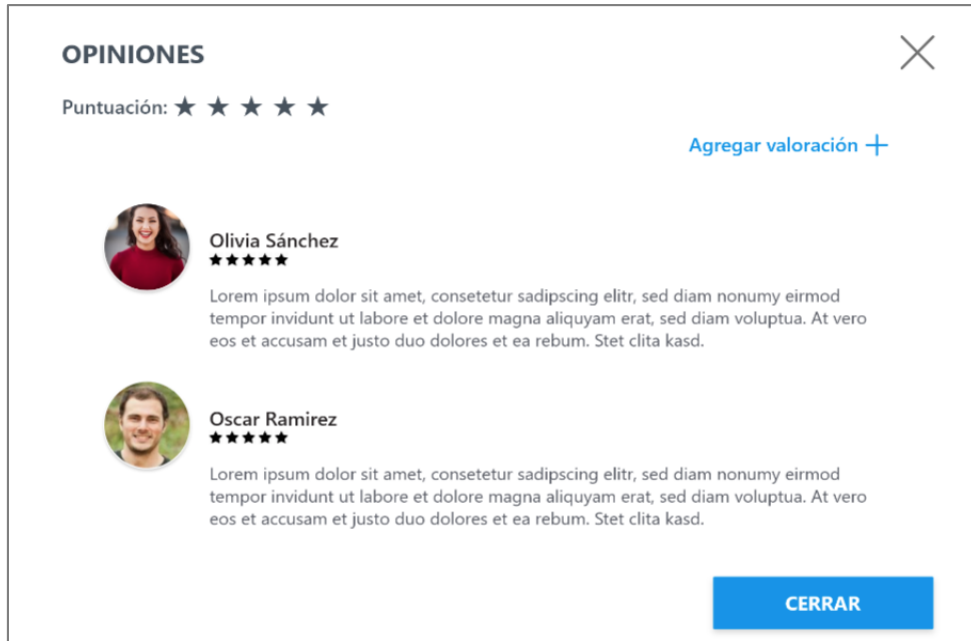 OPINIONES
Puntuación:
Agregar valoración
Olivia Sánchez
Lorem ipsum dolor sit amet, consetetur sadipscing elitr, sed diam nonumy eirmod
tempor invidunt ut labore et dolore magna aliquyam erat, sed diam voluptua. At vero
eos et accusam et justo duo dolores et ea rebum. Stet clita kasd.
Oscar Ramirez
Lorem ipsum dolor sit amet, consetetur sadipscing elitr, sed diam nonumy eirmod
tempor invidunt ut labore et dolore magna aliquyam erat, sed diam voluptua. At vero
eos et accusam et justo duo dolores et ea rebum. Stet clita kasd.
CERRAR